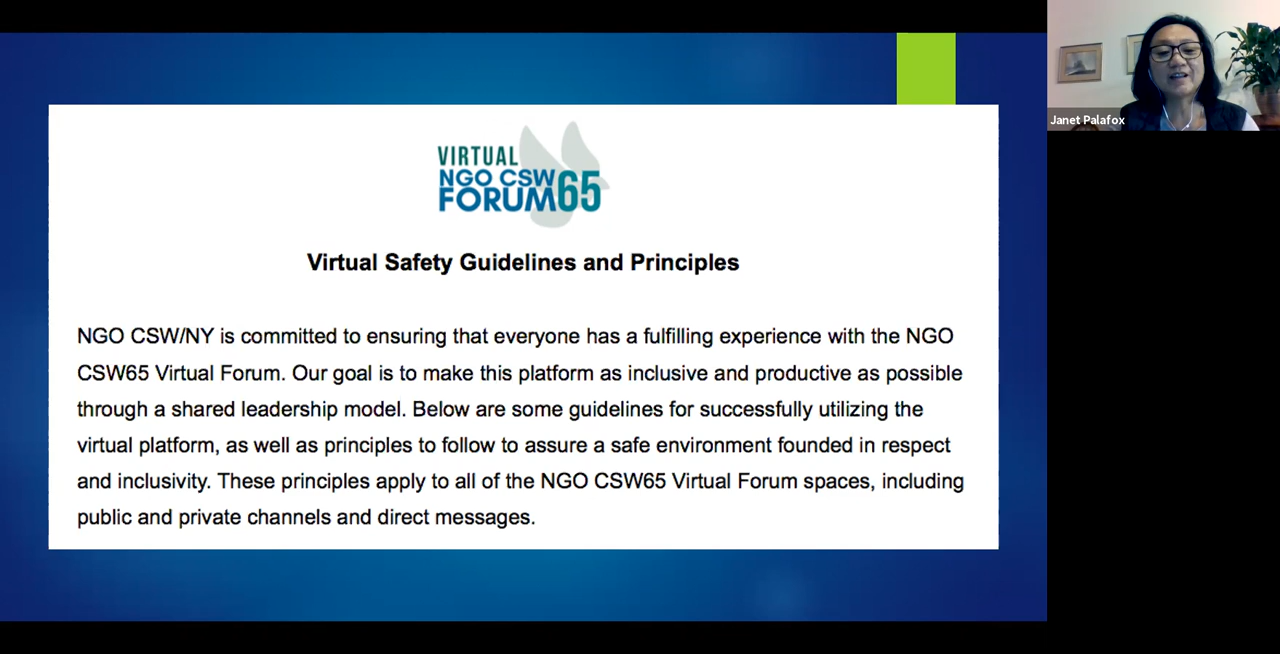 VIRTUAL
NGO CSW
FORUM65
Virtual Safety Guidelines and Principles
NGO CSW/NY is committed to ensuring that everyone has a fulfilling experience with the NGO
CSW65 Virtual Forum. Our goal is to make this platform as inclusive and productive as possible
through a shared leadership model. Below are some guidelines for successfully utilizing the
virtual platform, as well as principles to follow to assure a safe environment founded in respect
and inclusivity. These principles apply to all of the NGO CSW65 Virtual Forum spaces, including
public and private channels and direct messages.
Janet Palafox